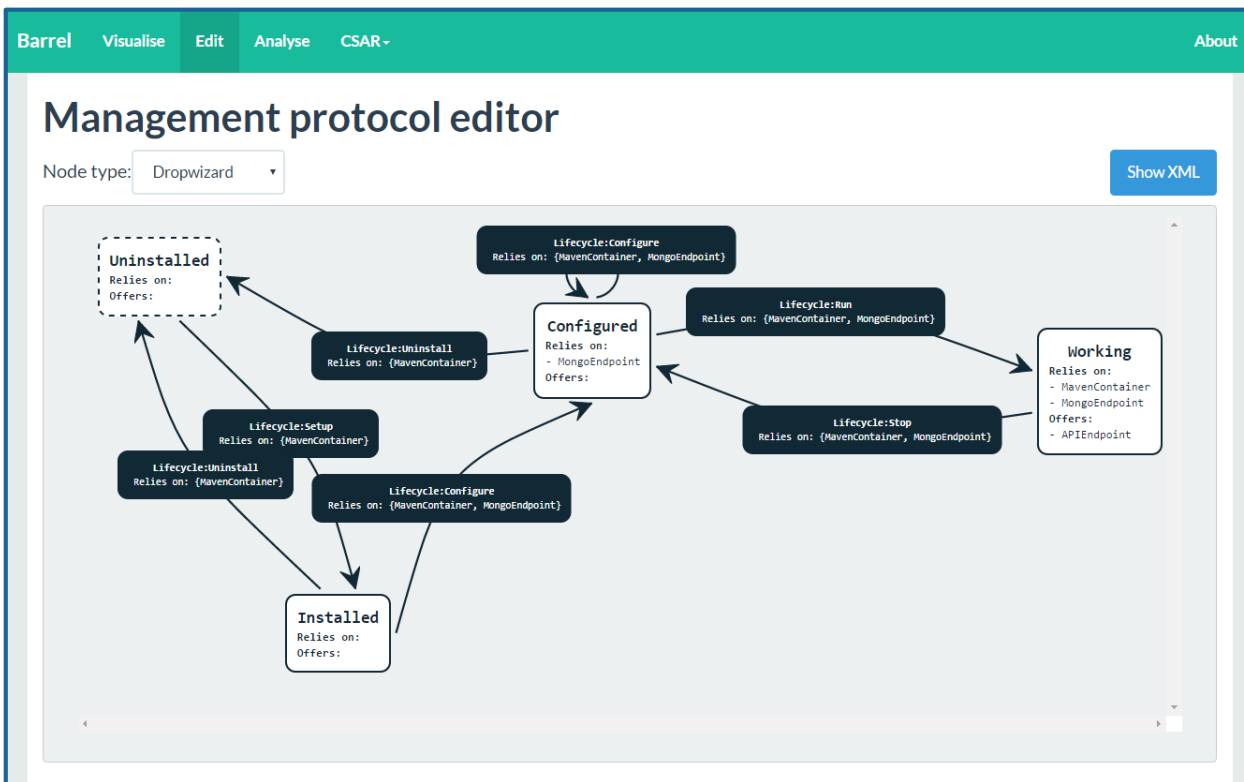 Barrel Visualise Edit Analyse CSAR About
Management protocol editor
Node type: Dropwizard
Show XML
Uninstalled
Relies on:
Offers:
Lifecycle:Configure
Relies on: {MavenContainer, MongoEndpoint}
Configured
Relies on:
- MongoEndpoint
Offers:
Lifecycle:Run
Relies on: {MavenContainer, MongoEndpoint}
Lifecycle:Uninstall
Relies on: {MavenContainer}
Working
Relies on:
- MavenContainer
- MongoEndpoint
Offers:
- APIEndpoint
Lifecycle:Stop
Relies on: {MavenContainer, MongoEndpoint}
Lifecycle:Setup
Relies on: {MavenContainer}
Lifecycle:Uninstall
Relies on: {MavenContainer}
Lifecycle:Configure
Relies on: {MavenContainer, MongoEndpoint}
Installed
Relies on:
Offers: